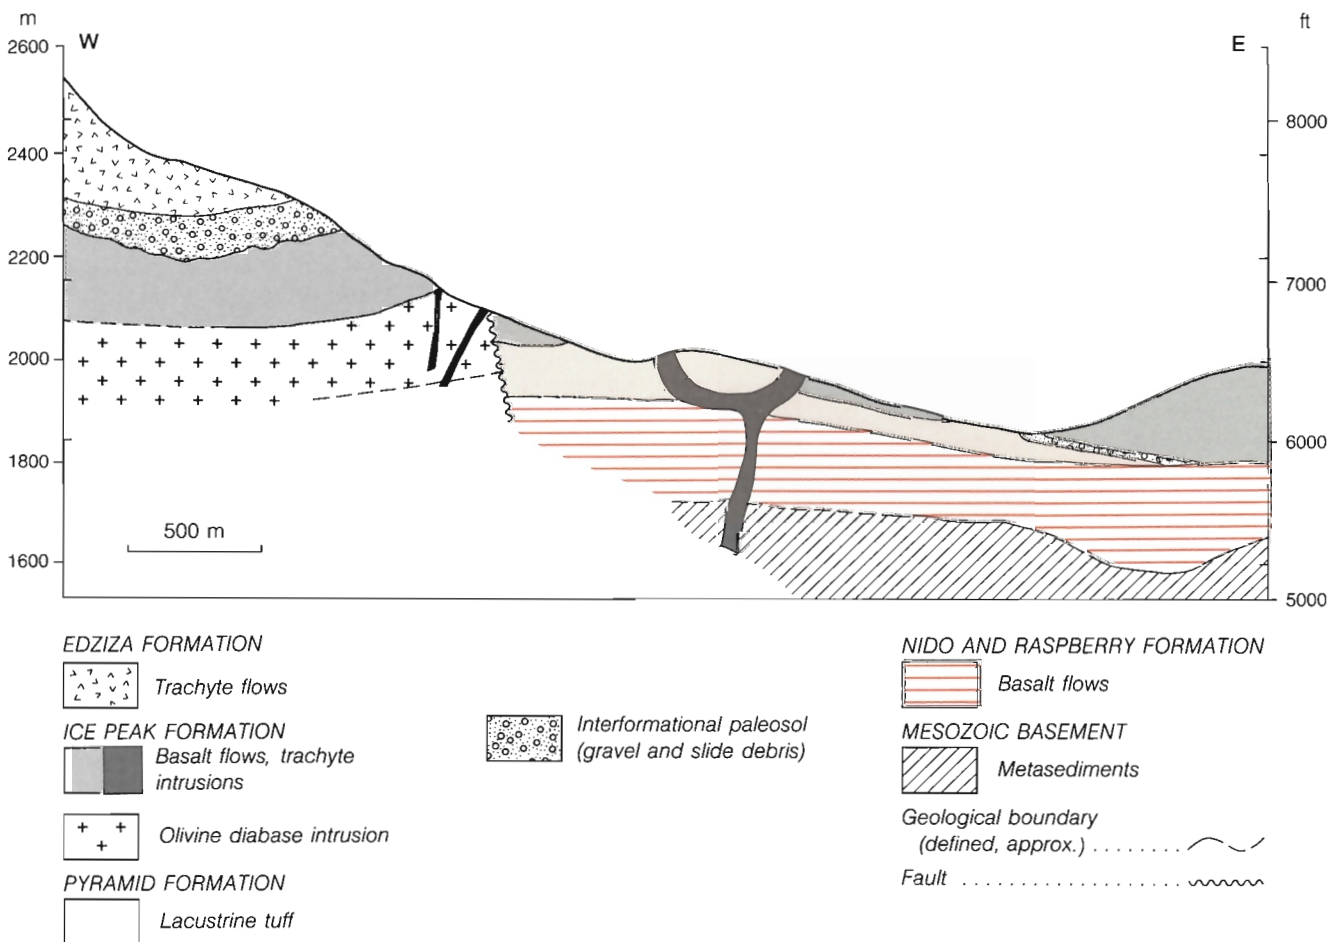 m
ft
W
E
2600
2400
2300
2200
2000
1800
1600
8000
7000
6000
5000
500 m
EDZIZA FORMATION
Trachyte flows
ICE PEAK FORMATION
Basalt flows, trachyte
intrusions
Olivine diabase intrusion
PYRAMID FORMATION
Lacustrine tuff
Interformational paleosol
(gravel and slide debris)
NIDO AND RASPBERRY FORMATION
Basalt flows
MESOZOIC BASEMENT
Metasediments
Geological boundary
(defined, approx.) . . . . . . . .
Fault . . . . . . . . . . . . . . . . . . .